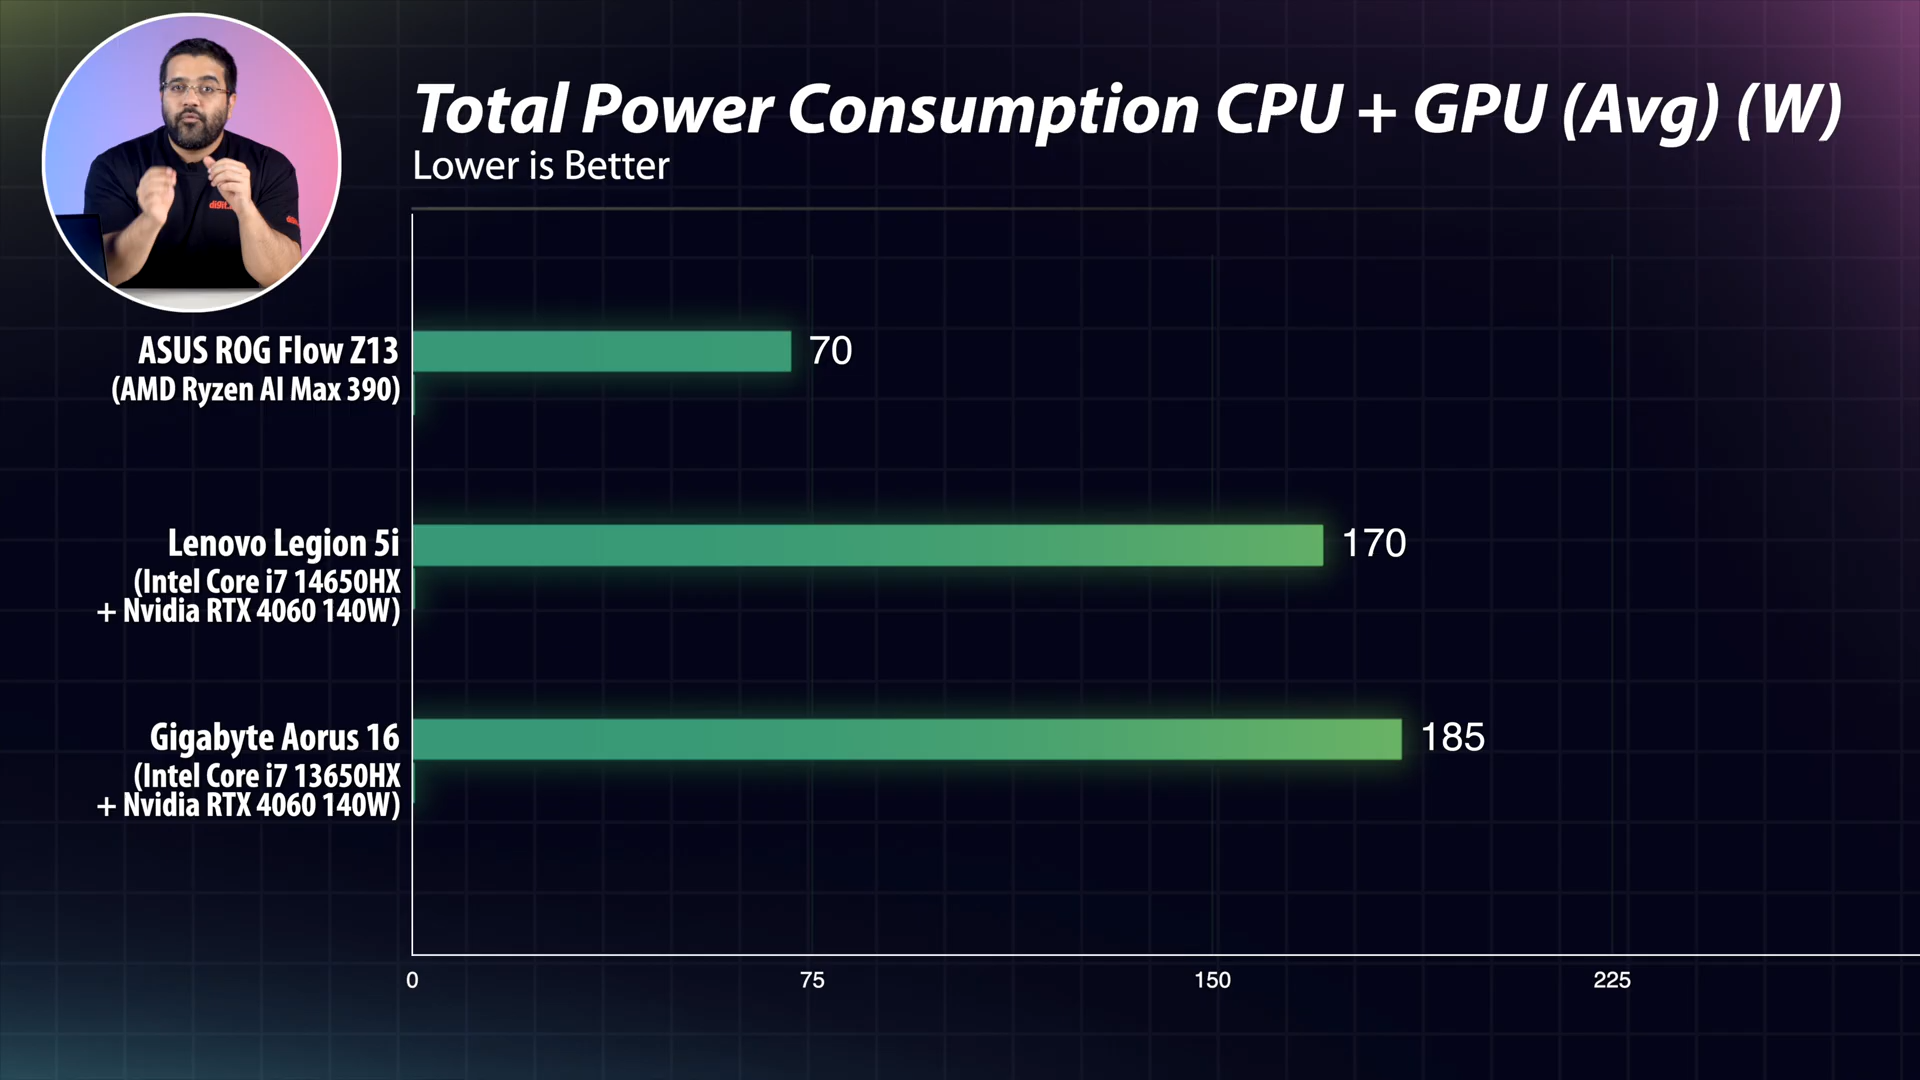 Total Power Consumption CPU + GPU (Avg) (W)
Lower is Better
digit.
ASUS ROG Flow Z13
(AMD Ryzen AI Max 390)
70
Lenovo Legion 5i
(Intel Core i7 14650HX
+ Nvidia RTX 4060 140W)
170
Gigabyte Aorus 16
(Intel Core i7 13650HX
+ Nvidia RTX 4060 140W)
185
0
75
150
225